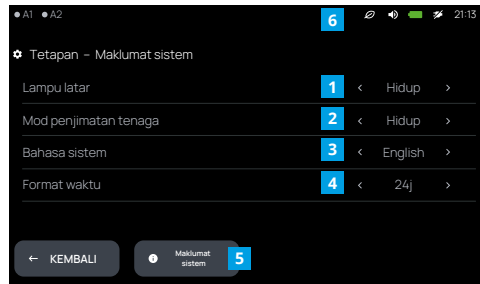 A1 A2 6 21:13
Tetapan – Maklumat sistem
Lampu latar 1 < Hidup >
Mod penjimatan tenaga 2 < Hidup >
Bahasa sistem 3 < English >
Format waktu 4 < 24j >
← KEMBALI Maklumat
sistem 5